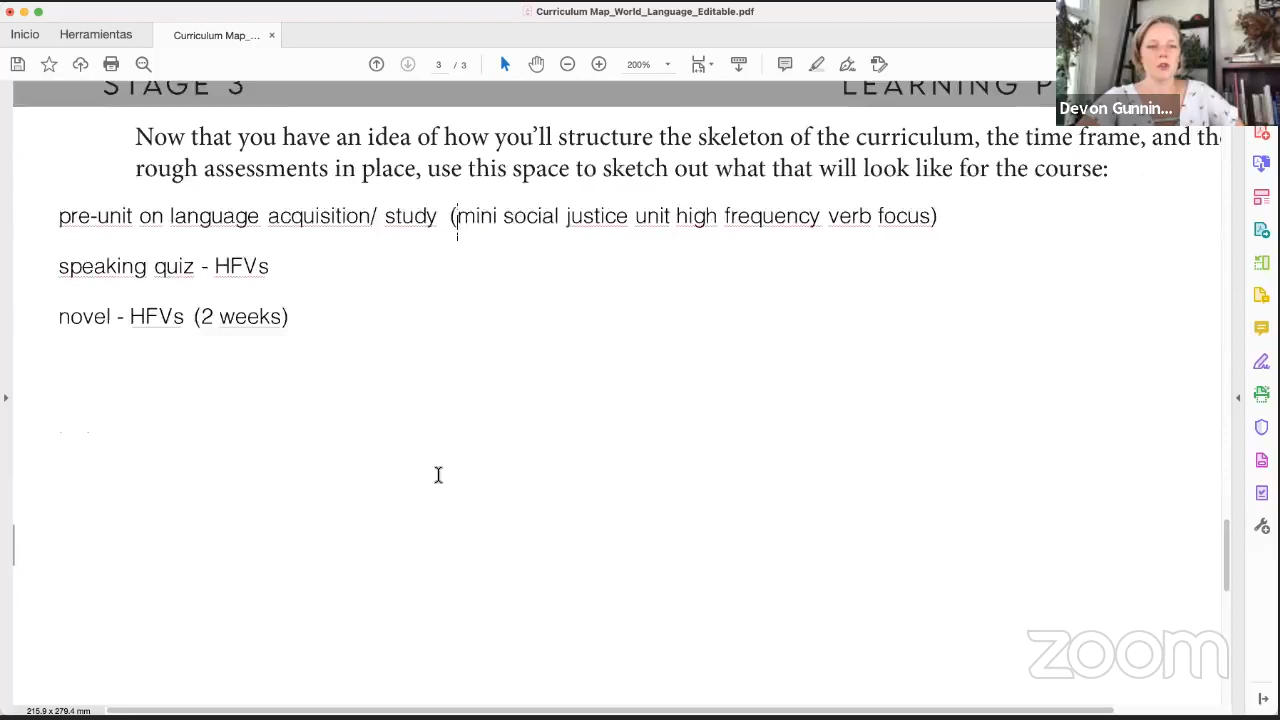 Curriculum Map_World_Language_Editable.pdf
Inicio Herramientas Curriculum Map_... ×
3 / 3 200%
Devon Gunnin...
STAGE 3 LEARNING P
Now that you have an idea of how you'll structure the skeleton of the curriculum, the time frame, and the
rough assessments in place, use this space to sketch out what that will look like for the course:
pre-unit on language acquisition/ study (mini social justice unit high frequency verb focus)
speaking quiz - HFVs
novel - HFVs (2 weeks)
zoom
215.9 x 279.4 mm